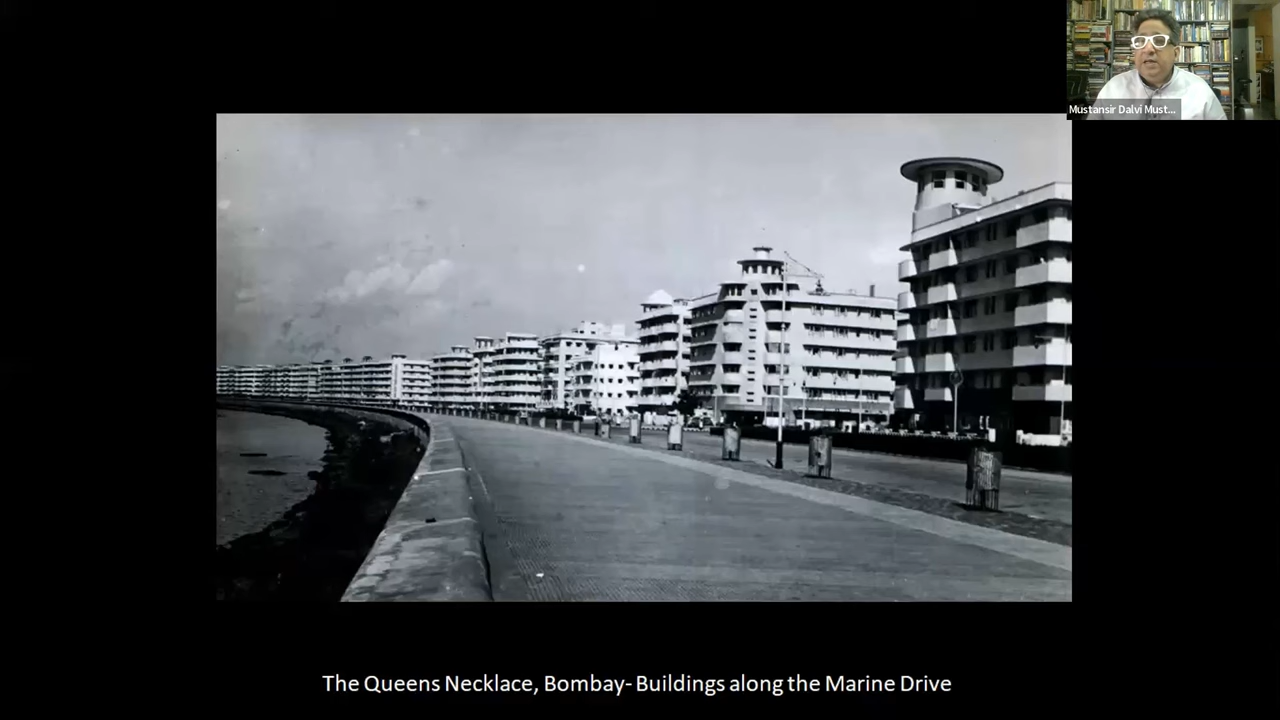 Mustansir Dalvi Must...
The Queens Necklace, Bombay- Buildings along the Marine Drive